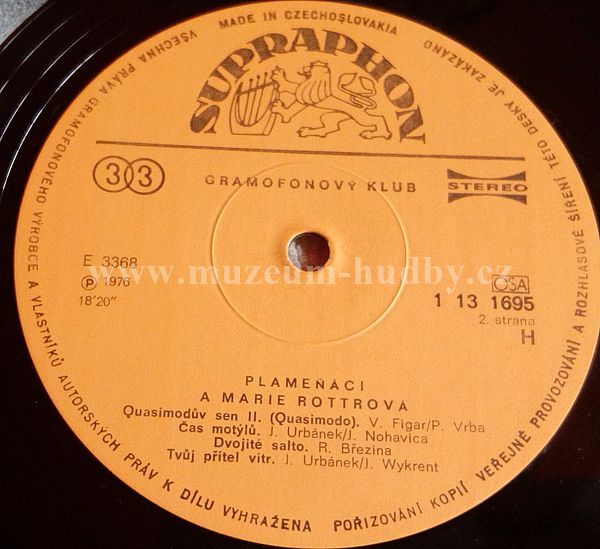 VŠECHNA PRÁVA GRAMOFONOVÉHO VÝROBCE A VLASTNÍKŮ AUTORSKÝCH PRÁV K DÍLU VYHRAŽENA
POŘIZOVÁNÍ KOPIÍ VEŘEJNÉ PROVOZOVÁNÍ A ROZHLASOVÉ ŠÍŘENÍ TÉTO DESKY JE ZAKÁZÁNO
MADE IN CZECHOSLOVAKIA
SUPRAPHON
33
GRAMOFONOVÝ KLUB
STEREO
E 3368
Ⓟ 1976
18'20"
www.muzeum-hudby.cz
OSA
1 13 1695
2. strana
H
PLAMEŇÁCI
A MARIE ROTTROVÁ
Quasimodův sen II. (Quasimodo). V. Figar/P. Vrba
Čas motýlů. J. Urbánek/J. Nohavica
Dvojité salto. R. Březina
Tvůj přítel vítr. J. Urbánek/J. Wykrent